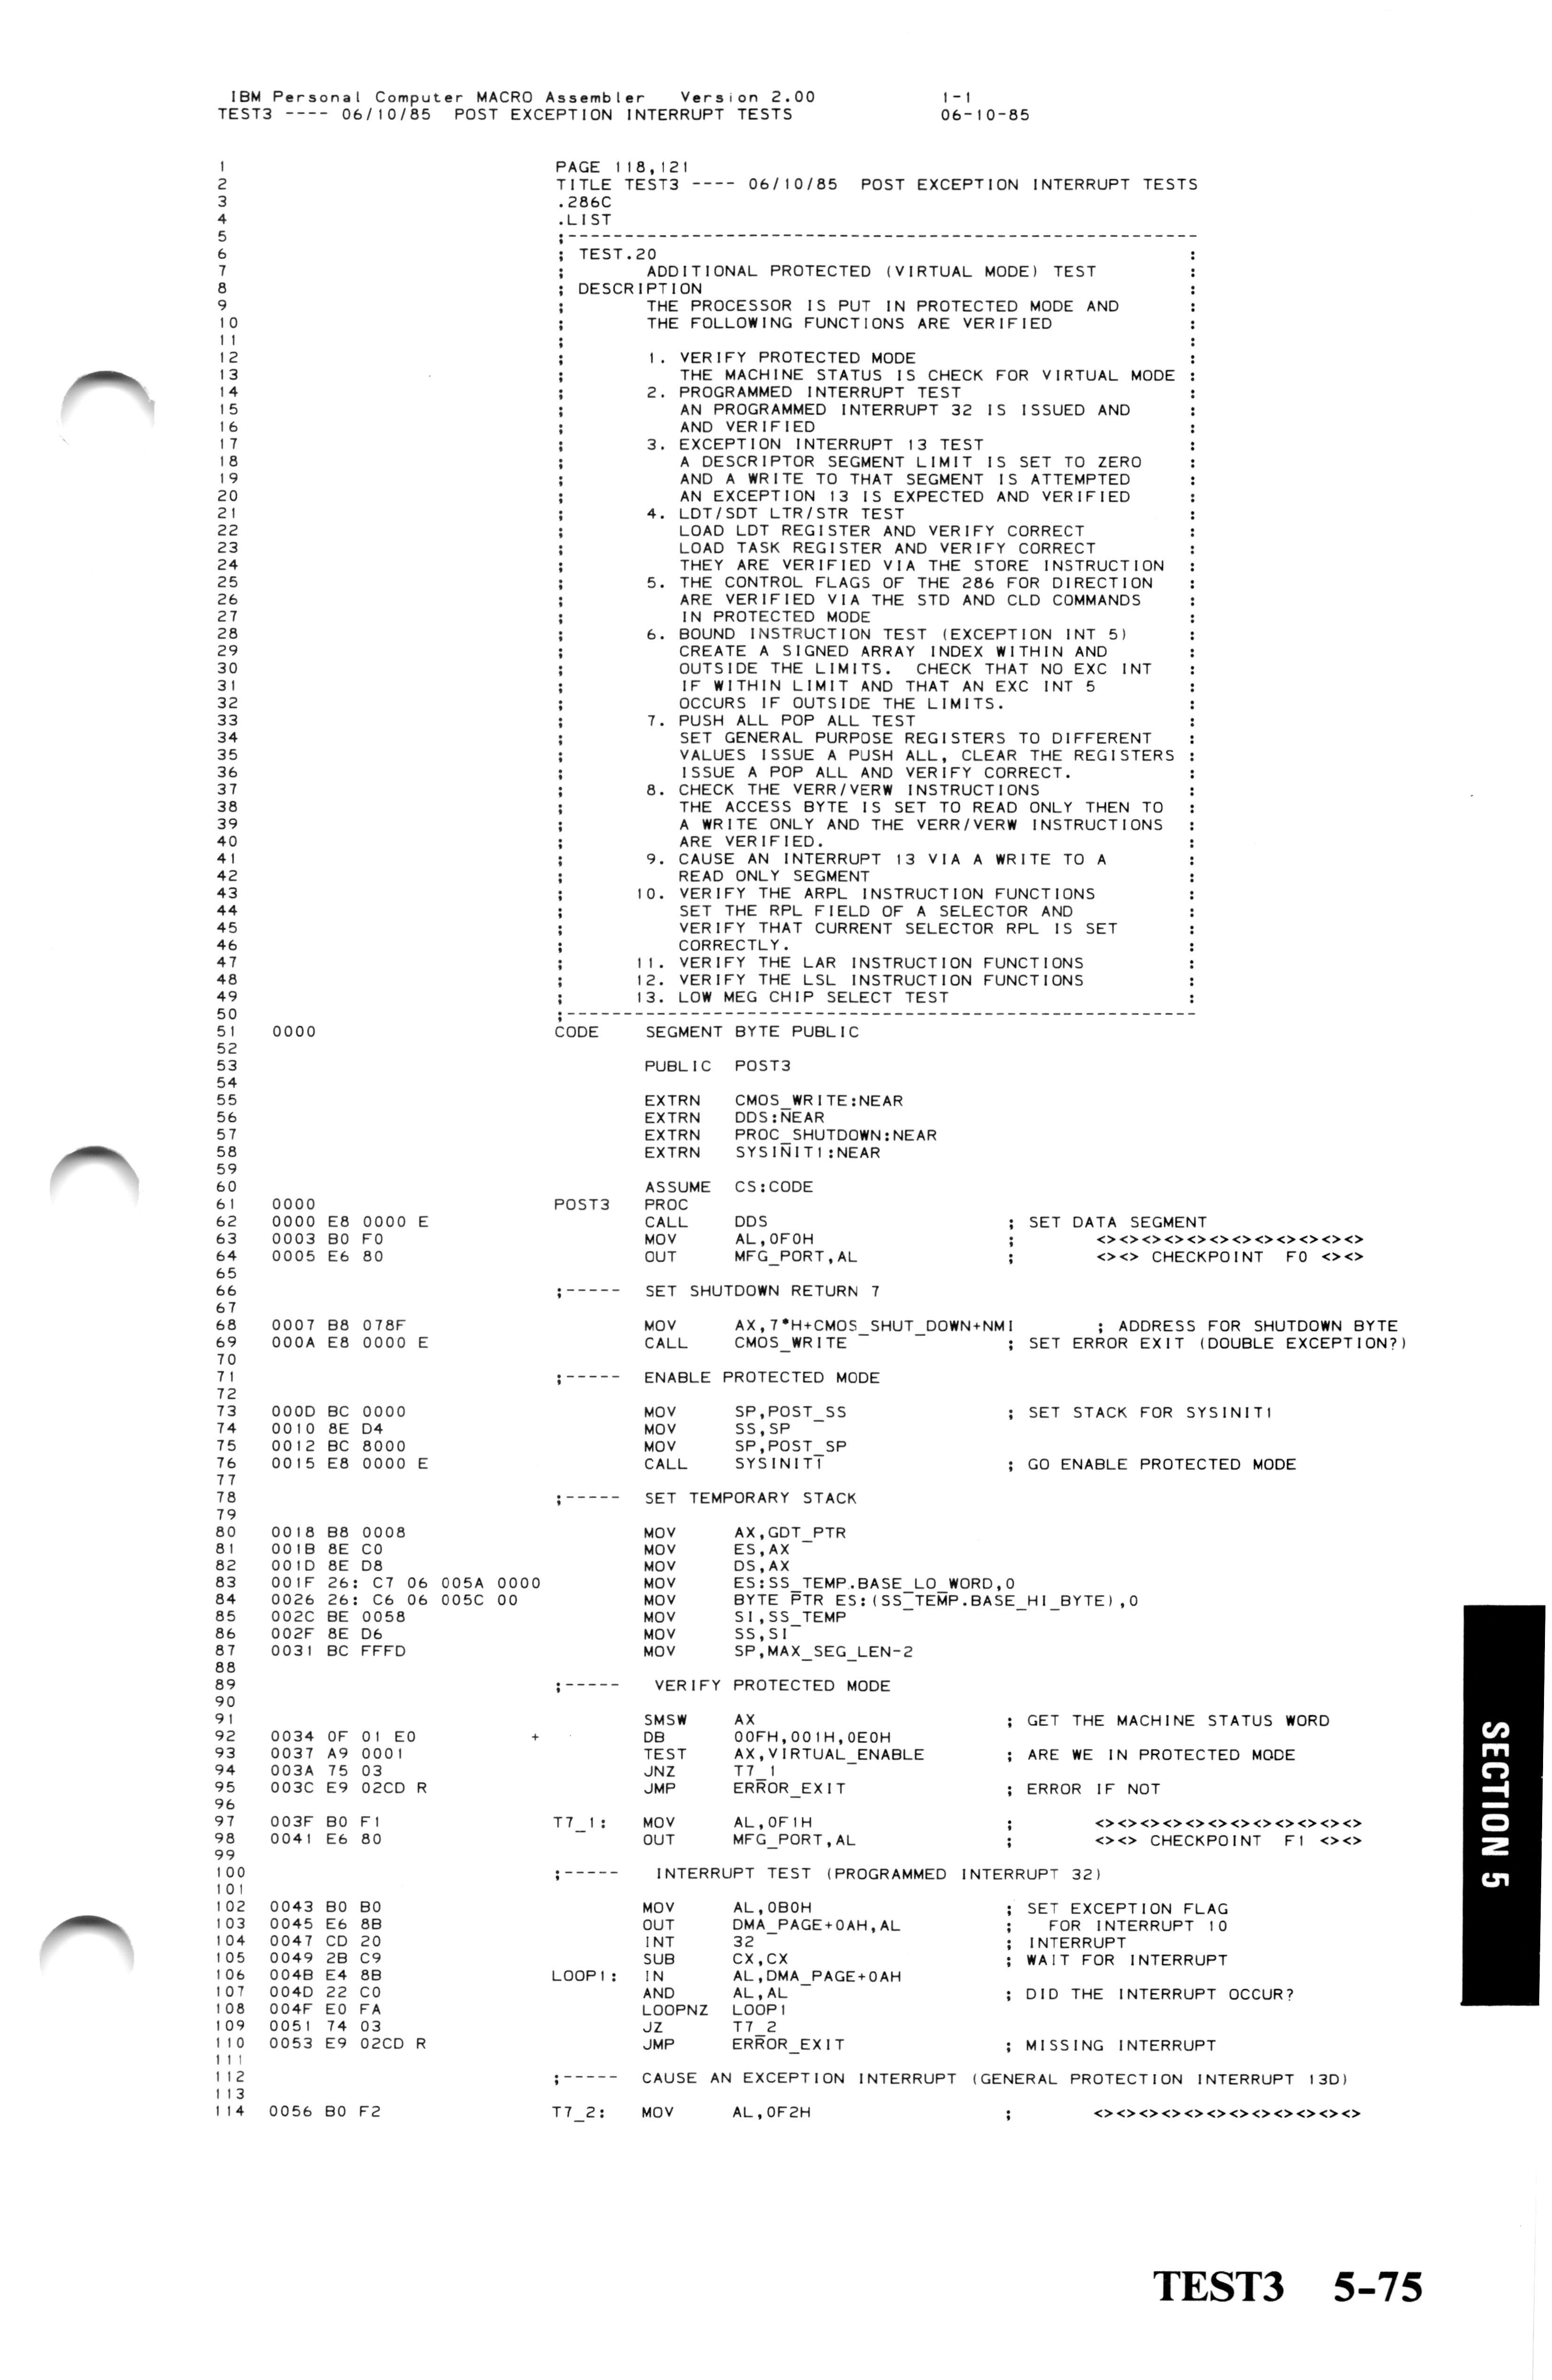 IBM Personal Computer MACRO Assembler   Version 2.00             1-1
TEST3 ---- 06/10/85  POST EXCEPTION INTERRUPT TESTS              06-10-85
1                                PAGE 118,121
2                                TITLE TEST3 ---- 06/10/85  POST EXCEPTION INTERRUPT TESTS
3                                .286C
4                                .LIST
5                                ;---------------------------------------------------------
6                                ; TEST.20                                                :
7                                ;       ADDITIONAL PROTECTED (VIRTUAL MODE) TEST         :
8                                ; DESCRIPTION                                            :
9                                ;       THE PROCESSOR IS PUT IN PROTECTED MODE AND       :
10                               ;       THE FOLLOWING FUNCTIONS ARE VERIFIED             :
11                               ;                                                        :
12                               ;       1. VERIFY PROTECTED MODE                         :
13                               ;          THE MACHINE STATUS IS CHECK FOR VIRTUAL MODE  :
14                               ;       2. PROGRAMMED INTERRUPT TEST                     :
15                               ;          AN PROGRAMMED INTERRUPT 32 IS ISSUED AND      :
16                               ;          AND VERIFIED                                  :
17                               ;       3. EXCEPTION INTERRUPT 13 TEST                   :
18                               ;          A DESCRIPTOR SEGMENT LIMIT IS SET TO ZERO     :
19                               ;          AND A WRITE TO THAT SEGMENT IS ATTEMPTED      :
20                               ;          AN EXCEPTION 13 IS EXPECTED AND VERIFIED      :
21                               ;       4. LDT/SDT LTR/STR TEST                          :
22                               ;          LOAD LDT REGISTER AND VERIFY CORRECT          :
23                               ;          LOAD TASK REGISTER AND VERIFY CORRECT         :
24                               ;          THEY ARE VERIFIED VIA THE STORE INSTRUCTION   :
25                               ;       5. THE CONTROL FLAGS OF THE 286 FOR DIRECTION    :
26                               ;          ARE VERIFIED VIA THE STD AND CLD COMMANDS     :
27                               ;          IN PROTECTED MODE                             :
28                               ;       6. BOUND INSTRUCTION TEST (EXCEPTION INT 5)      :
29                               ;          CREATE A SIGNED ARRAY INDEX WITHIN AND        :
30                               ;          OUTSIDE THE LIMITS.  CHECK THAT NO EXC INT    :
31                               ;          IF WITHIN LIMIT AND THAT AN EXC INT 5         :
32                               ;          OCCURS IF OUTSIDE THE LIMITS.                 :
33                               ;       7. PUSH ALL POP ALL TEST                         :
34                               ;          SET GENERAL PURPOSE REGISTERS TO DIFFERENT    :
35                               ;          VALUES ISSUE A PUSH ALL, CLEAR THE REGISTERS  :
36                               ;          ISSUE A POP ALL AND VERIFY CORRECT.           :
37                               ;       8. CHECK THE VERR/VERW INSTRUCTIONS              :
38                               ;          THE ACCESS BYTE IS SET TO READ ONLY THEN TO   :
39                               ;          A WRITE ONLY AND THE VERR/VERW INSTRUCTIONS   :
40                               ;          ARE VERIFIED.                                 :
41                               ;       9. CAUSE AN INTERRUPT 13 VIA A WRITE TO A        :
42                               ;          READ ONLY SEGMENT                             :
43                               ;      10. VERIFY THE ARPL INSTRUCTION FUNCTIONS         :
44                               ;          SET THE RPL FIELD OF A SELECTOR AND           :
45                               ;          VERIFY THAT CURRENT SELECTOR RPL IS SET       :
46                               ;          CORRECTLY.                                    :
47                               ;      11. VERIFY THE LAR INSTRUCTION FUNCTIONS          :
48                               ;      12. VERIFY THE LSL INSTRUCTION FUNCTIONS          :
49                               ;      13. LOW MEG CHIP SELECT TEST                      :
50                               ;---------------------------------------------------------
51   0000                        CODE    SEGMENT BYTE PUBLIC
52
53                                       PUBLIC  POST3
54
55                                       EXTRN   CMOS_WRITE:NEAR
56                                       EXTRN   DDS:NEAR
57                                       EXTRN   PROC_SHUTDOWN:NEAR
58                                       EXTRN   SYSINIT1:NEAR
59
60                                       ASSUME  CS:CODE
61   0000                        POST3   PROC
62   0000 E8 0000 E                      CALL    DDS                     ; SET DATA SEGMENT
63   0003 B0 F0                          MOV     AL,0F0H                 ;       <><><><><><><><><><><><>
64   0005 E6 80                          OUT     MFG_PORT,AL             ;       <><> CHECKPOINT  F0 <><>
65
66                               ;-----  SET SHUTDOWN RETURN 7
67
68   0007 B8 078F                        MOV     AX,7*H+CMOS_SHUT_DOWN+NMI       ; ADDRESS FOR SHUTDOWN BYTE
69   000A E8 0000 E                      CALL    CMOS_WRITE              ; SET ERROR EXIT (DOUBLE EXCEPTION?)
70
71                               ;-----  ENABLE PROTECTED MODE
72
73   000D BC 0000                        MOV     SP,POST_SS              ; SET STACK FOR SYSINIT1
74   0010 8E D4                          MOV     SS,SP
75   0012 BC 8000                        MOV     SP,POST_SP
76   0015 E8 0000 E                      CALL    SYSINIT1                ; GO ENABLE PROTECTED MODE
77
78                               ;-----  SET TEMPORARY STACK
79
80   0018 B8 0008                        MOV     AX,GDT_PTR
81   001B 8E C0                          MOV     ES,AX
82   001D 8E D8                          MOV     DS,AX
83   001F 26: C7 06 005A 0000            MOV     ES:SS_TEMP.BASE_LO_WORD,0
84   0026 26: C6 06 005C 00              MOV     BYTE PTR ES:(SS_TEMP.BASE_HI_BYTE),0
85   002C BE 0058                        MOV     SI,SS_TEMP
86   002F 8E D6                          MOV     SS,SI
87   0031 BC FFFD                        MOV     SP,MAX_SEG_LEN-2
88
89                               ;-----   VERIFY PROTECTED MODE
90
91                                       SMSW    AX                      ; GET THE MACHINE STATUS WORD
92   0034 0F 01 E0          +            DB      00FH,001H,0E0H
93   0037 A9 0001                        TEST    AX,VIRTUAL_ENABLE       ; ARE WE IN PROTECTED MODE
94   003A 75 03                          JNZ     T7_1
95   003C E9 02CD R                      JMP     ERROR_EXIT              ; ERROR IF NOT
96
97   003F B0 F1                  T7_1:   MOV     AL,0F1H                 ;       <><><><><><><><><><><><>
98   0041 E6 80                          OUT     MFG_PORT,AL             ;       <><> CHECKPOINT  F1 <><>
99
100                              ;-----   INTERRUPT TEST (PROGRAMMED INTERRUPT 32)
101
102  0043 B0 B0                          MOV     AL,0B0H                 ; SET EXCEPTION FLAG
103  0045 E6 8B                          OUT     DMA_PAGE+0AH,AL         ;   FOR INTERRUPT 10
104  0047 CD 20                          INT     32                      ; INTERRUPT
105  0049 2B C9                          SUB     CX,CX                   ; WAIT FOR INTERRUPT
106  004B E4 8B                  LOOP1:  IN      AL,DMA_PAGE+0AH
107  004D 22 C0                          AND     AL,AL                   ; DID THE INTERRUPT OCCUR?
108  004F E0 FA                          LOOPNZ  LOOP1
109  0051 74 03                          JZ      T7_2
110  0053 E9 02CD R                      JMP     ERROR_EXIT              ; MISSING INTERRUPT
111
112                              ;-----  CAUSE AN EXCEPTION INTERRUPT (GENERAL PROTECTION INTERRUPT 13D)
113
114  0056 B0 F2                  T7_2:   MOV     AL,0F2H                 ;       <><><><><><><><><><><><>
SECTION 5
TEST3   5-75